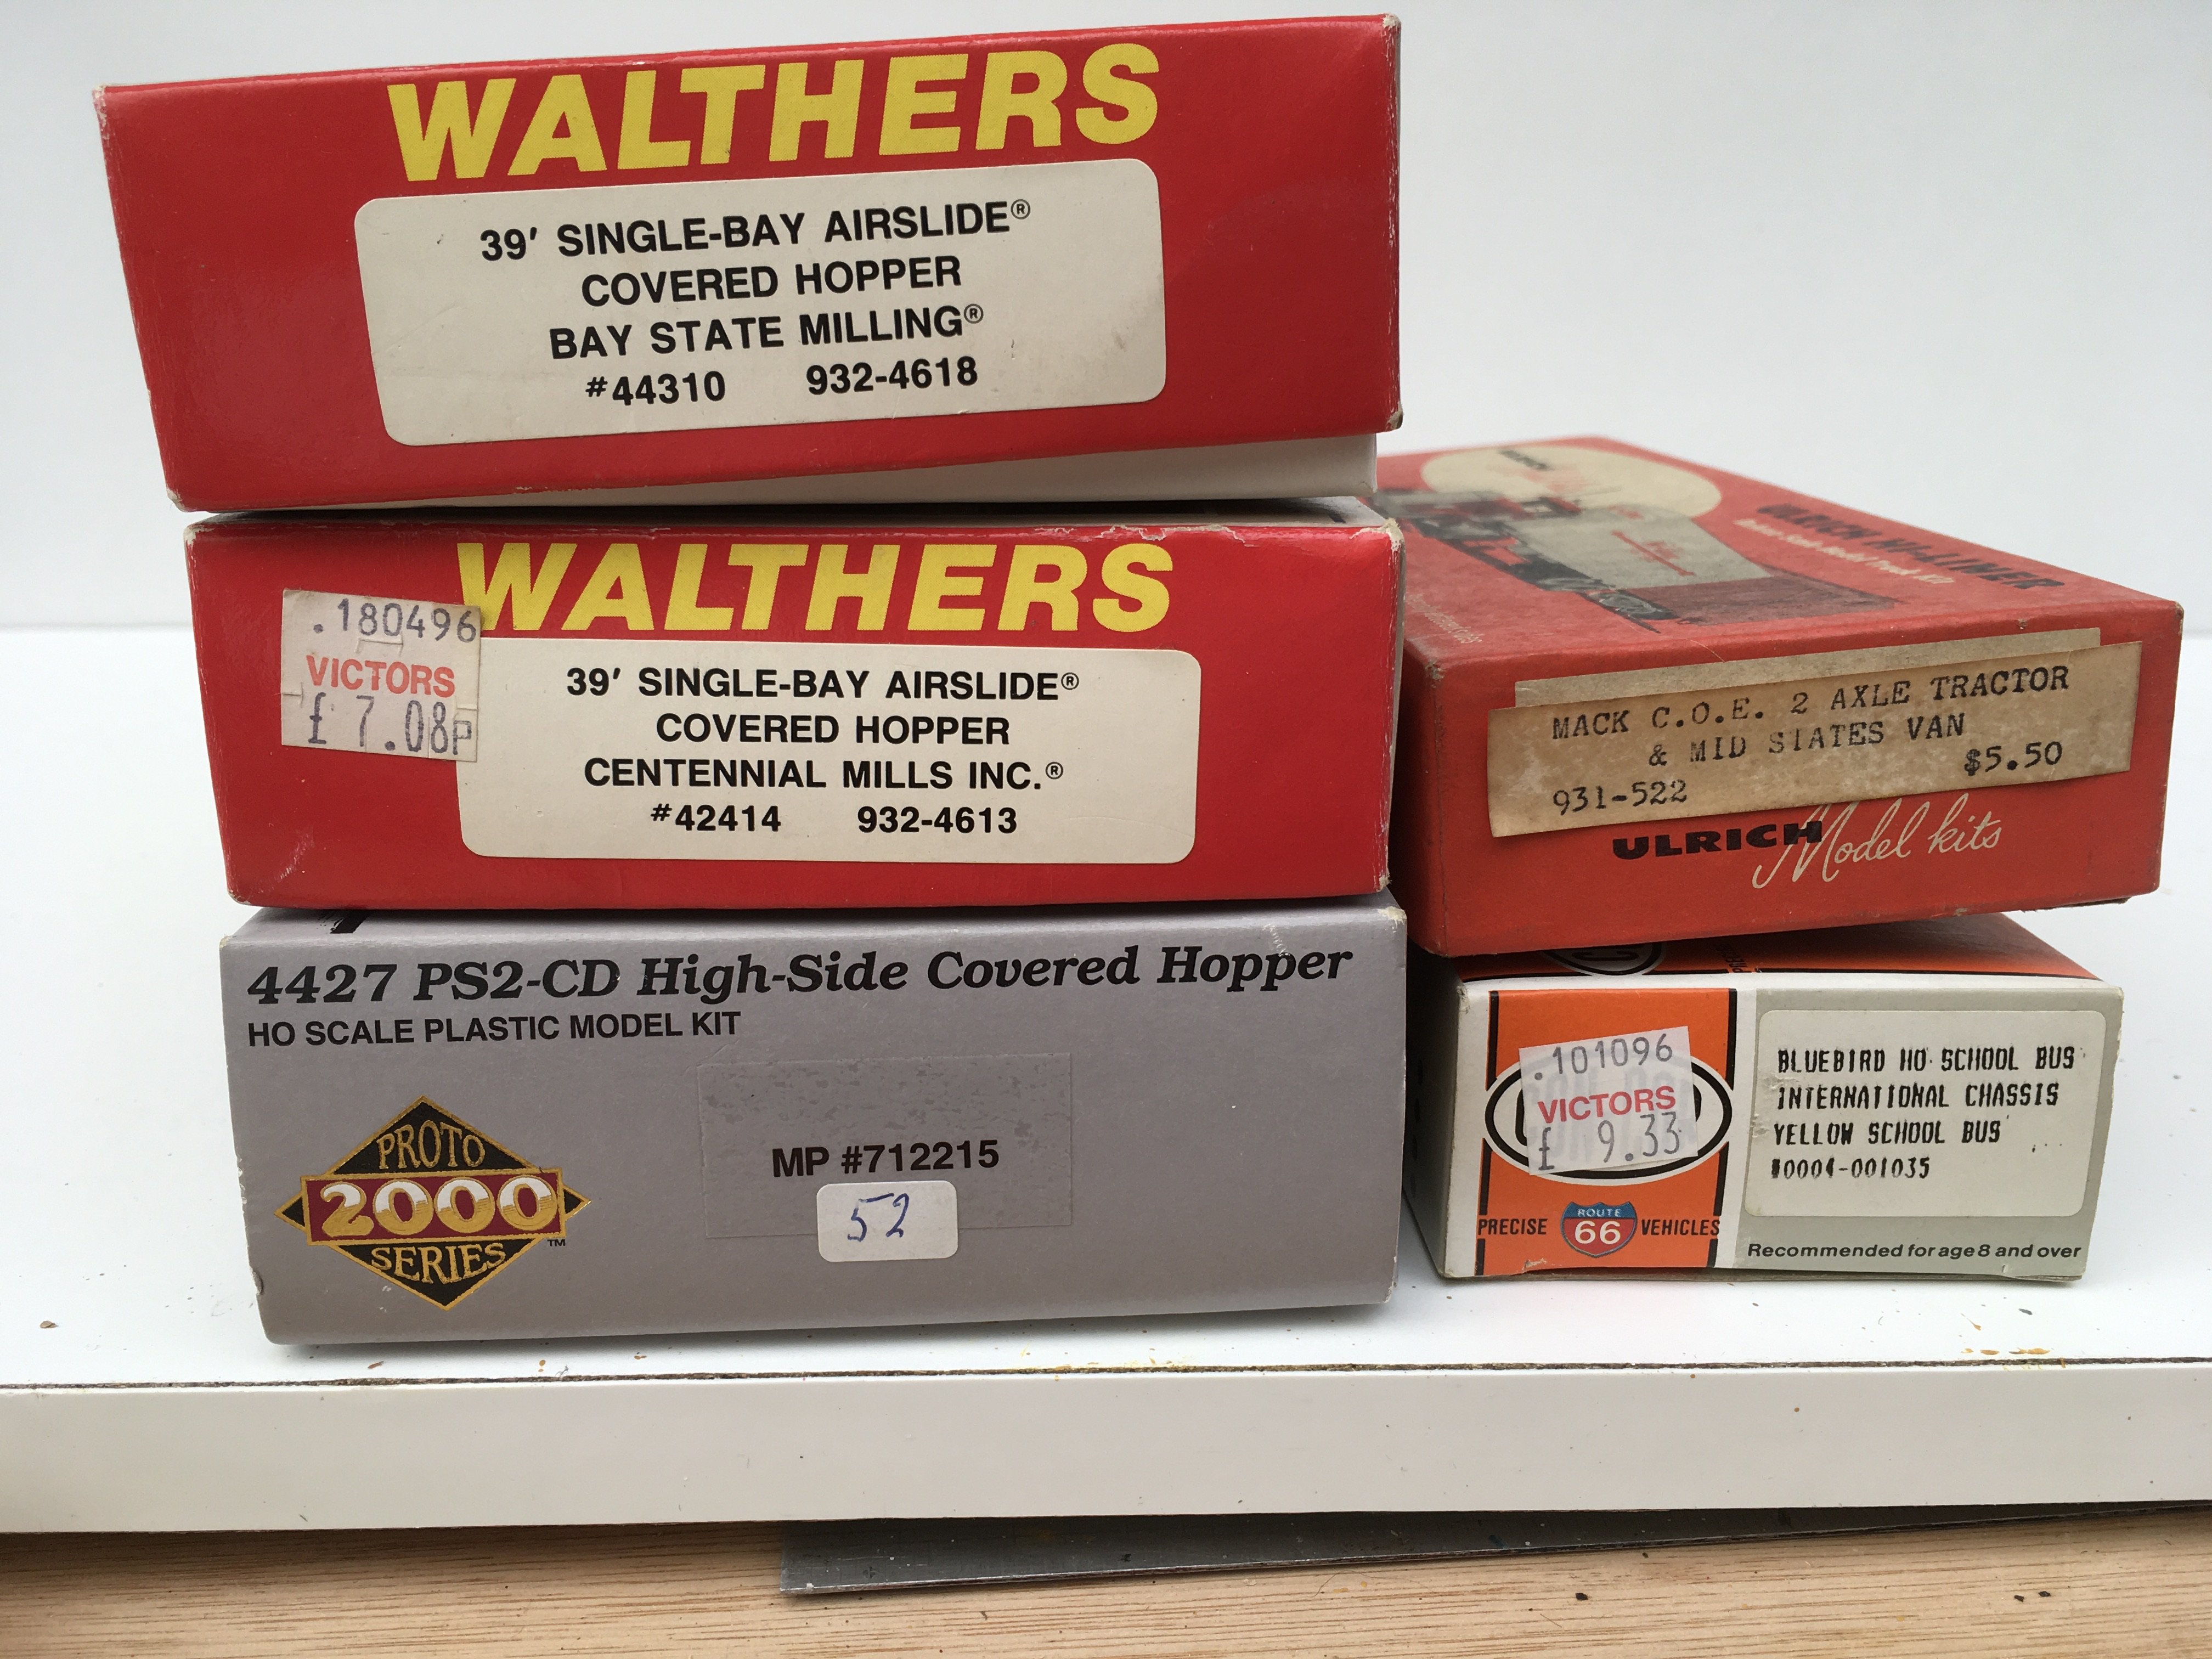 WALTHERS
39' SINGLE-BAY AIRSLIDE®
COVERED HOPPER
BAY STATE MILLING®
#44310 932-4618
WALTHERS
.180496
VICTORS
£ 7.08P
39' SINGLE-BAY AIRSLIDE®
COVERED HOPPER
CENTENNIAL MILLS INC.®
#42414 932-4613
4427 PS2-CD High-Side Covered Hopper
HO SCALE PLASTIC MODEL KIT
PROTO
2000
SERIES™
MP #712215
52
ULRICH HI-LINER
MACK C.O.E. 2 AXLE TRACTOR
& MID STATES VAN
$5.50
931-522
ULRICH Model kits
.101096
VICTORS
£ 9.33
PRECISE ROUTE 66 VEHICLES
BLUEBIRD HO SCHOOL BUS
INTERNATIONAL CHASSIS
YELLOW SCHOOL BUS
#0004-001035
Recommended for age 8 and over